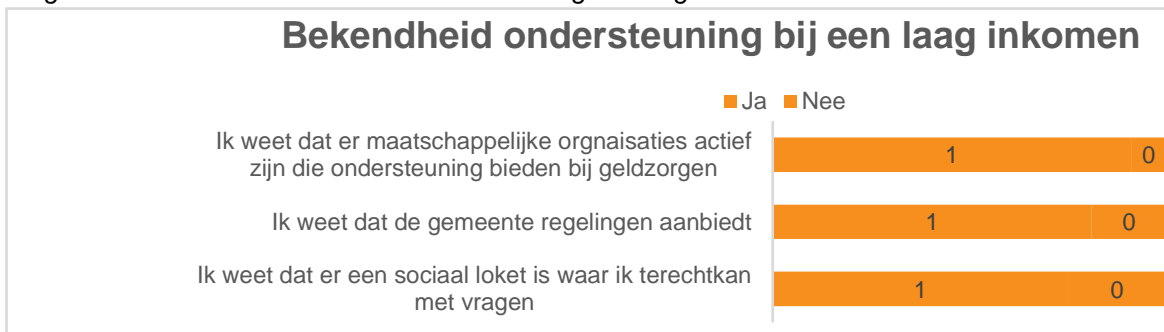 Bekendheid ondersteuning bij een laag inkomen
Ja Nee
Ik weet dat er maatschappelijke orgnaisaties actief
zijn die ondersteuning bieden bij geldzorgen
1 0
Ik weet dat de gemeente regelingen aanbiedt
1 0
Ik weet dat er een sociaal loket is waar ik terechtkan
met vragen
1 0